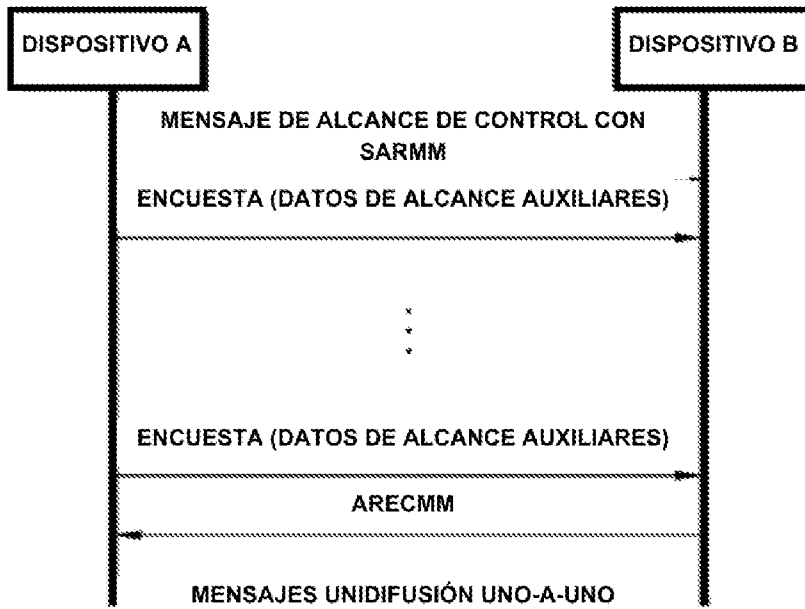 DISPOSITIVO A
DISPOSITIVO B
MENSAJE DE ALCANCE DE CONTROL CON
SARMM
ENCUESTA (DATOS DE ALCANCE AUXILIARES)
ENCUESTA (DATOS DE ALCANCE AUXILIARES)
ARECMM
MENSAJES UNIDIFUSIÓN UNO-A-UNO